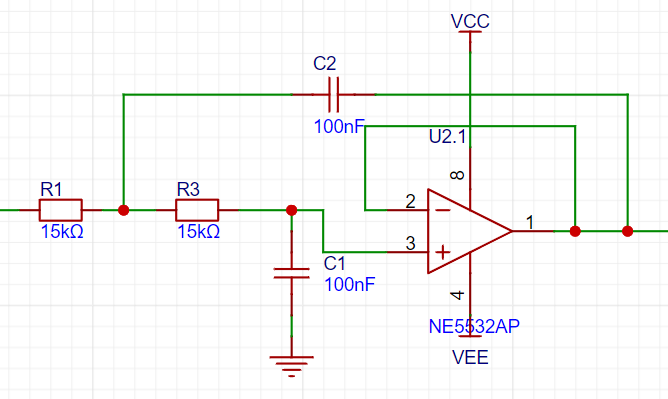 VCC
C2
100nF
U2.1
8
R1
15kΩ
R3
15kΩ
2
3
1
C1
100nF
4
NE5532AP
VEE